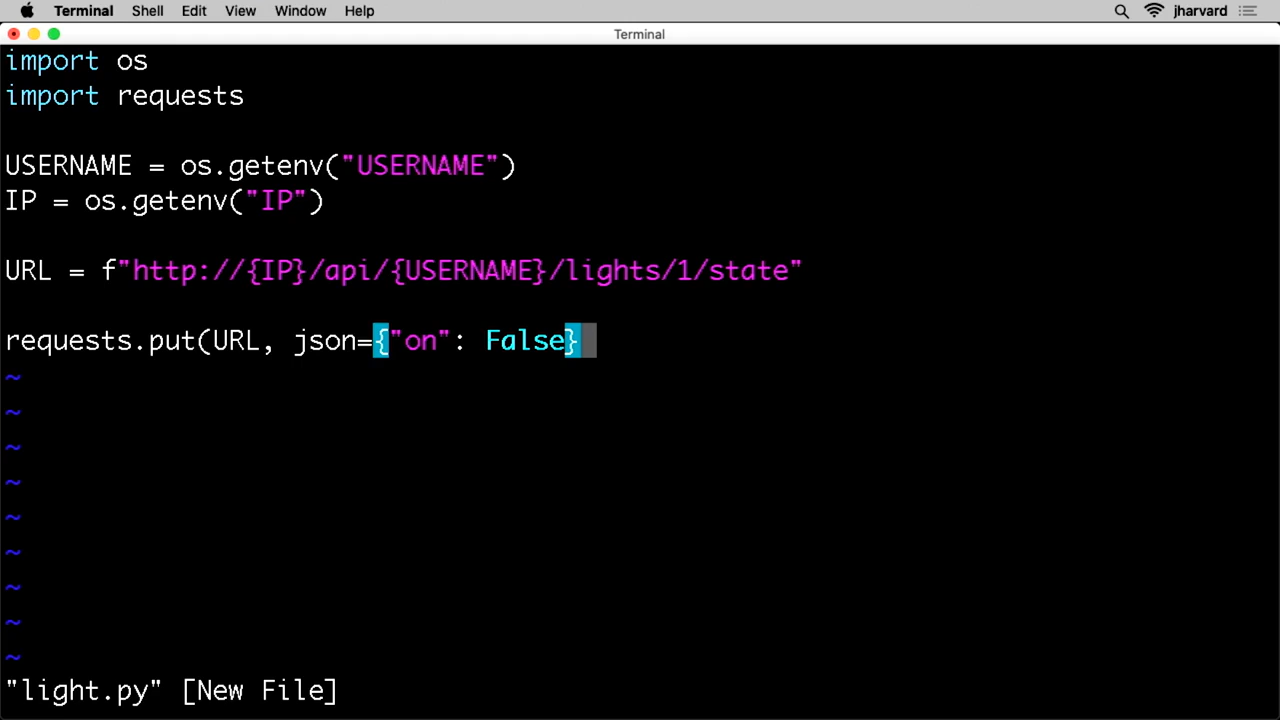 Terminal Shell Edit View Window Help jharvard
Terminal
import os
import requests
USERNAME = os.getenv("USERNAME")
IP = os.getenv("IP")
URL = f"http://{IP}/api/{USERNAME}/lights/1/state"
requests.put(URL, json={"on": False}
~
~
~
~
~
~
~
~
~
"light.py" [New File]